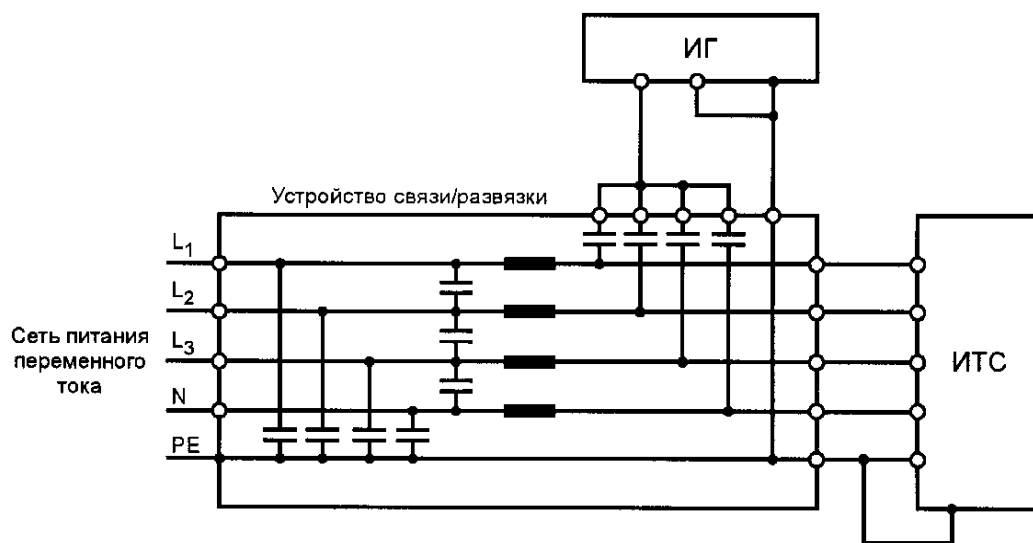 ИГ
Устройство связи/развязки
L1
L2
L3
N
PE
Сеть питания
переменного
тока
ИТС